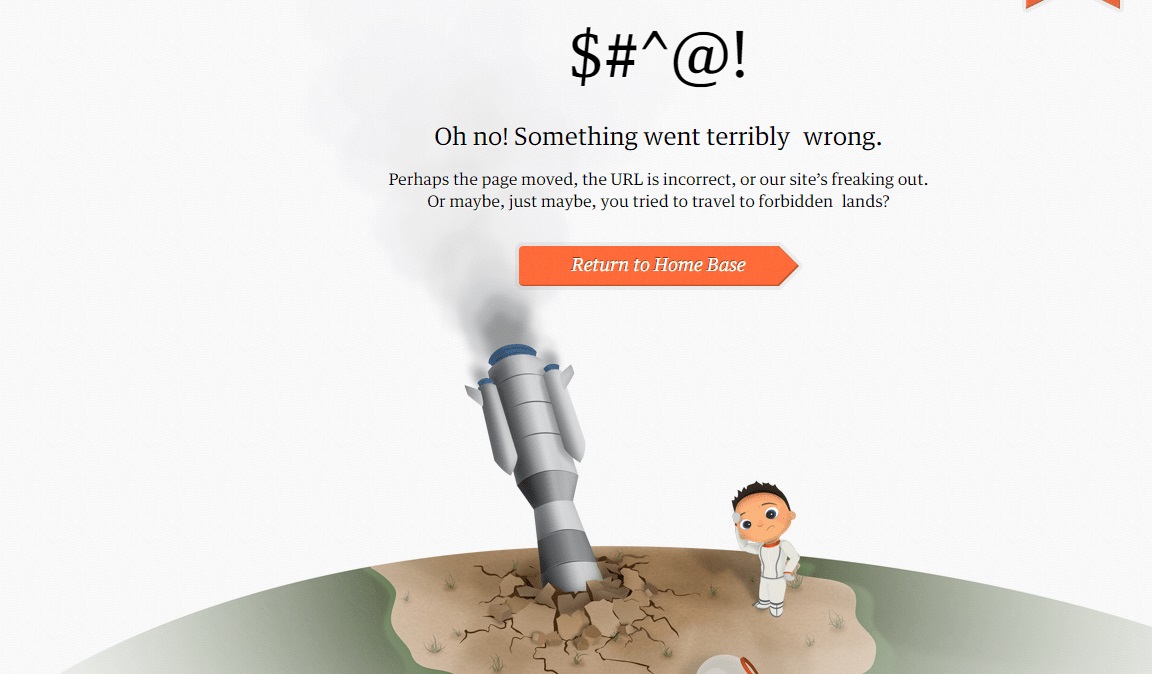 $#^@!
Oh no! Something went terribly wrong.
Perhaps the page moved, the URL is incorrect, or our site’s freaking out.
Or maybe, just maybe, you tried to travel to forbidden lands?
Return to Home Base